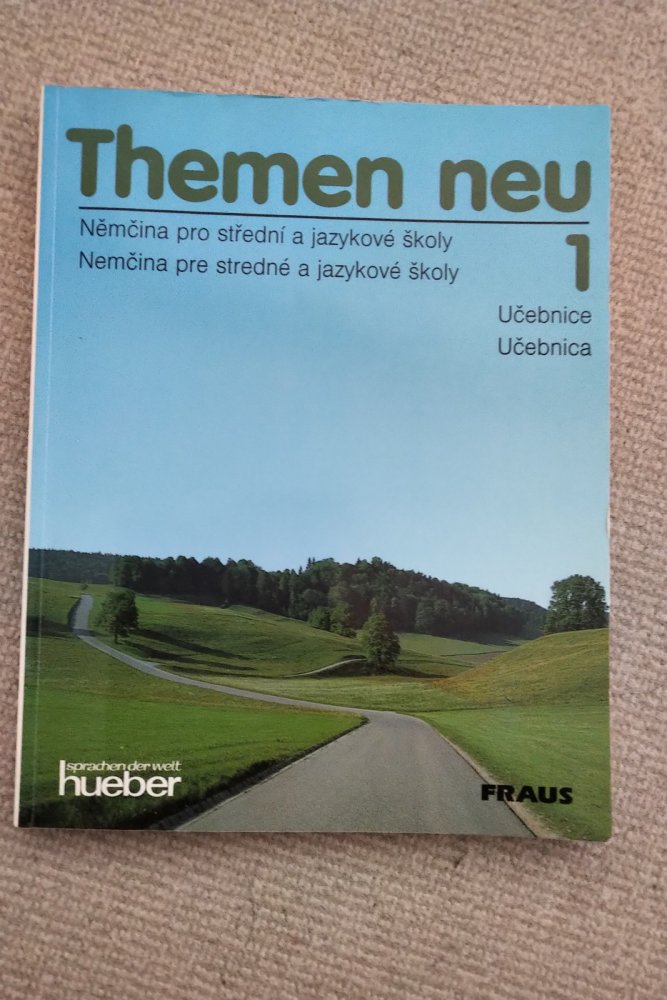 Themen neu
Němčina pro střední a jazykové školy
Nemčina pre stredné a jazykové školy
1
Učebnice
Učebnica
sprachen der welt
hueber
FRAUS